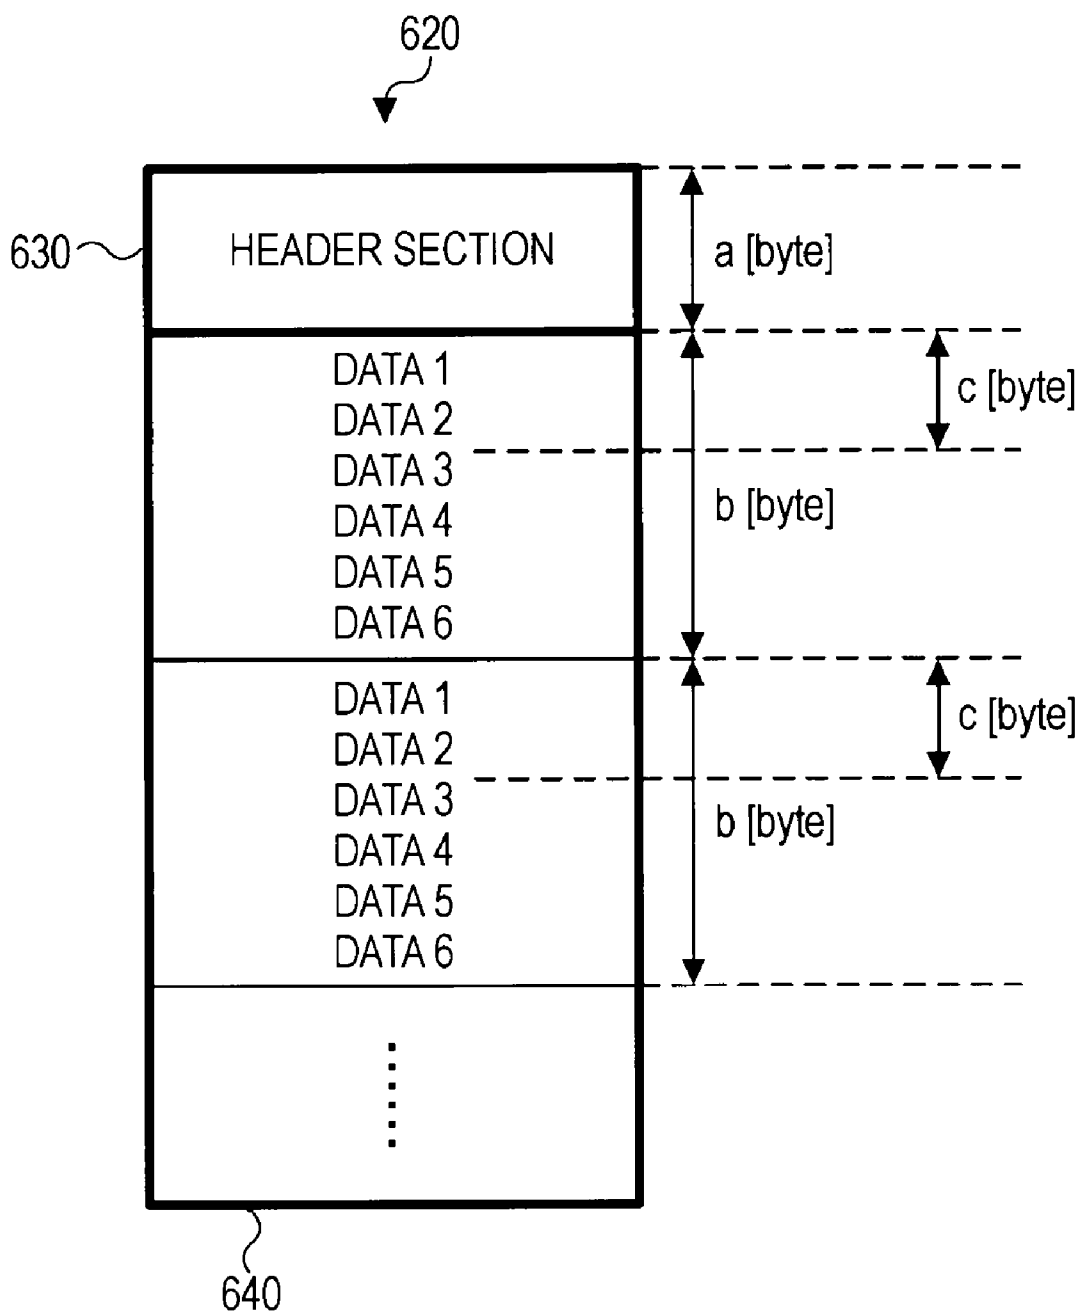 620
630
HEADER SECTION
a [byte]
DATA 1
c [byte]
DATA 2
DATA 3
b [byte]
DATA 4
DATA 5
DATA 6
DATA 1
c [byte]
DATA 2
DATA 3
b [byte]
DATA 4
DATA 5
DATA 6
640